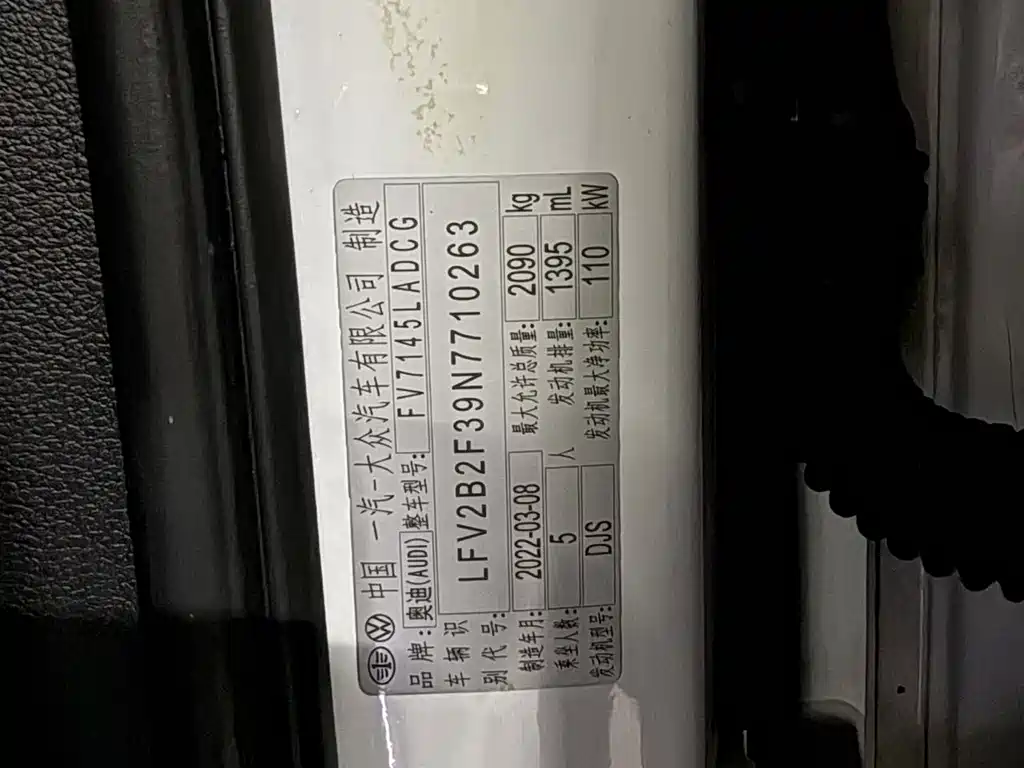 中国 一汽-大众汽车有限公司 制造
品牌: 奥迪(AUDI) 整车型号: FV7145LADCG
车辆识别代号: LFV2B2F39N7710263
制造年月: 2022-03-08 最大允许总质量: 2090 kg
乘坐人数: 5 人 发动机排量: 1395 mL
发动机型号: DJS 发动机最大净功率: 110 kW